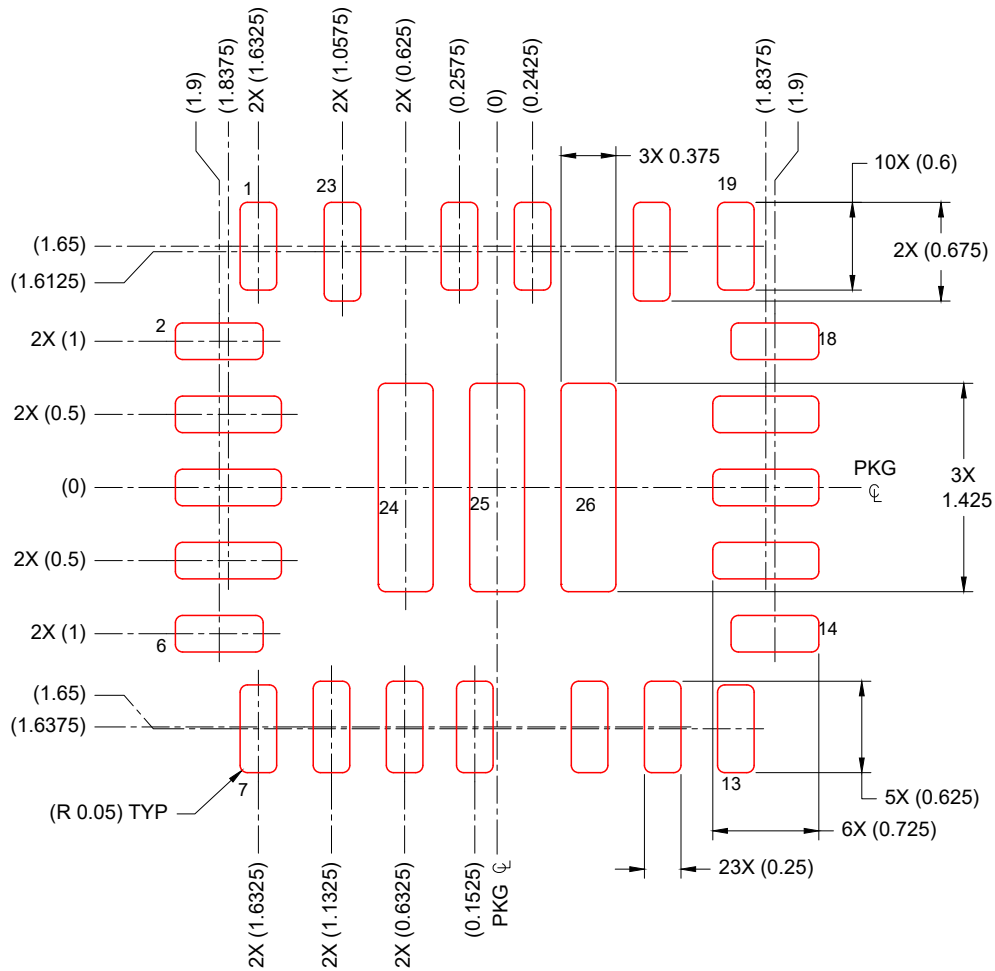 (1.9)
(1.8375)
2X (1.6325)
2X (1.0575)
2X (0.625)
(0.2575)
(0)
(0.2425)
(1.8375)
(1.9)
3X 0.375
10X (0.6)
2X (0.675)
1
23
19
(1.65)
(1.6125)
2
18
2X (1)
2X (0.5)
(0)
PKG
℄
3X
1.425
24
25
26
2X (0.5)
2X (1)
6
14
(1.65)
(1.6375)
7
13
(R 0.05) TYP
5X (0.625)
6X (0.725)
23X (0.25)
2X (1.6325)
2X (1.1325)
2X (0.6325)
(0.1525)
PKG ℄